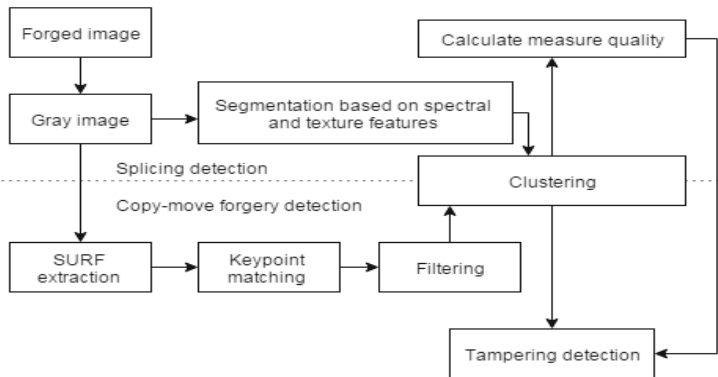 Forged image
Calculate measure quality
Gray image
Segmentation based on spectral
and texture features
Splicing detection
Clustering
Copy-move forgery detection
SURF
extraction
Keypoint
matching
Filtering
Tampering detection